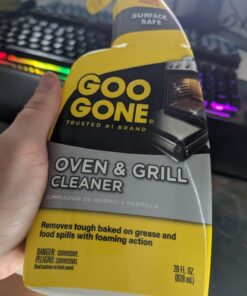 SURFACE
SAFE
GOO
GONE®
TRUSTED #1 BRAND
OVEN & GRILL
CLEANER
LIMPIADOR DE HORNO Y PARRILLA
Removes tough baked on grease and
food spills with foaming action
DANGER: CORROSIVE.
PELIGRO: CORROSIVO.
28 FL. OZ.
(828 mL)